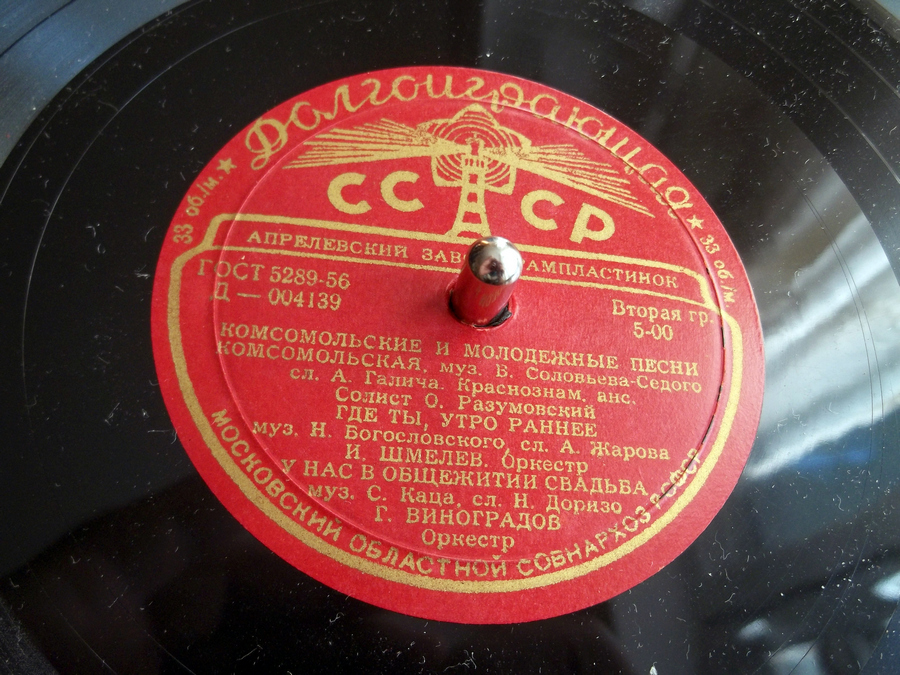 Долгоиграющая
33 об./м. ★
★ 33 об./м
СССР
АПРЕЛЕВСКИЙ ЗАВ АМПЛАСТИНОК
ГОСТ 5289-56
Д — 004139
Вторая гр.
5-00
КОМСОМОЛЬСКИЕ И МОЛОДЕЖНЫЕ ПЕСНИ
КОМСОМОЛЬСКАЯ, муз. В. Соловьева-Седого
сл. А. Галича. Краснознам. анс.
Солист О. Разумовский
ГДЕ ТЫ, УТРО РАННЕЕ
муз. Н. Богословского, сл. А. Жарова
И. ШМЕЛЕВ. Оркестр
У НАС В ОБЩЕЖИТИИ СВАДЬБА
муз. С. Каца, сл. Н. Доризо
Г. ВИНОГРАДОВ
Оркестр
МОСКОВСКИЙ ОБЛАСТНОЙ СОВНАРХОЗ РСФСР